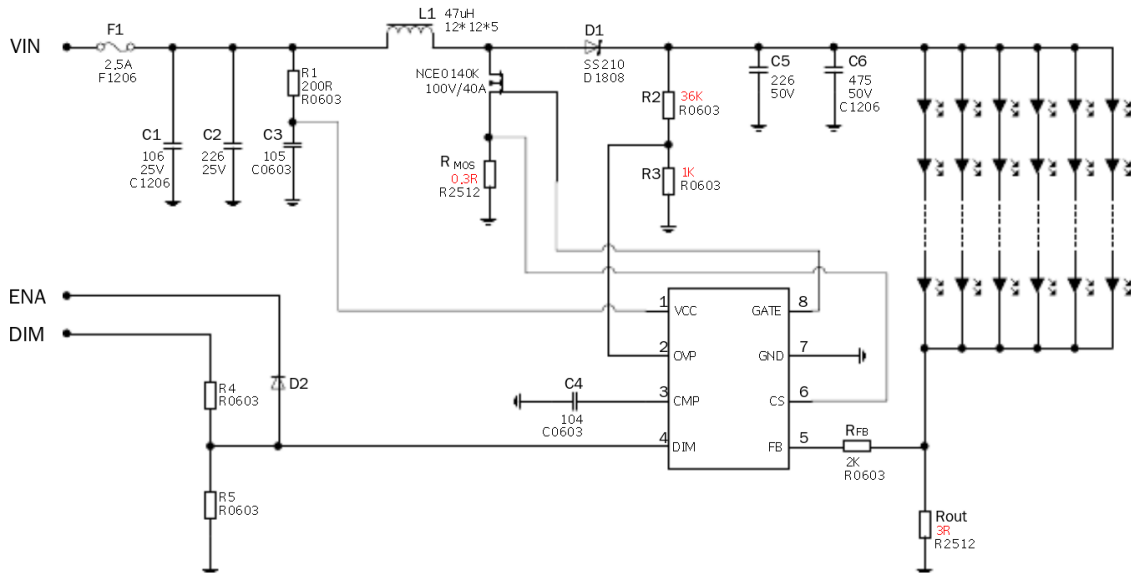 VIN
F1
2.5A
F1206
L1
47uH
12*12*5
D1
SS210
D1808
NCE0140K
100V/40A
R1
200R
R0603
C1
106
25V
C1206
C2
226
25V
C3
105
C0603
R MOS
0.3R
R2512
R2
36K
R0603
R3
1K
R0603
C5
226
50V
C6
475
50V
C1206
ENA
DIM
R4
R0603
D2
R5
R0603
C4
104
C0603
1 VCC
2 OVP
3 CMP
4 DIM
GATE 8
GND 7
CS 6
FB 5
RFB
2K
R0603
Rout
3R
R2512